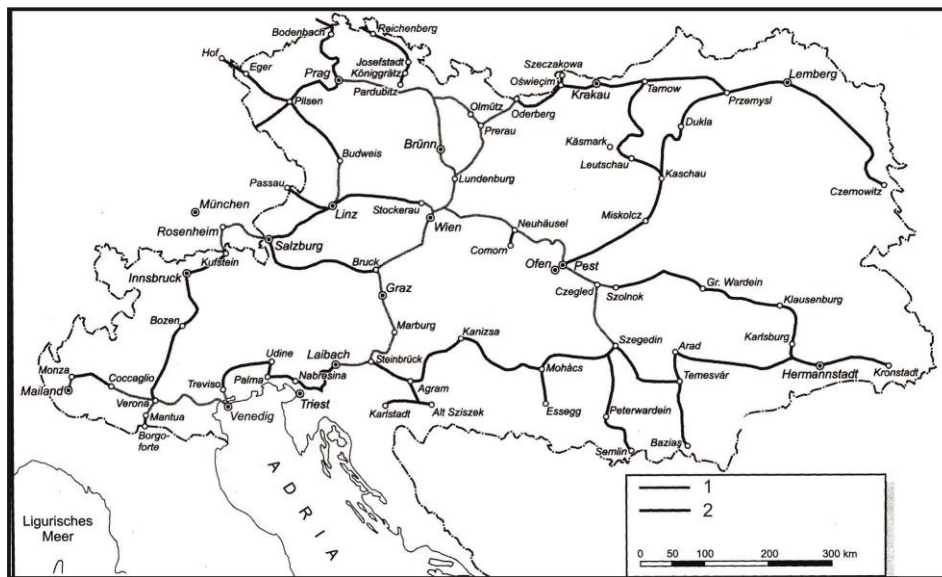 Bodenbach
Reichenberg
Hof
Eger
Josefstadt
Königgrätz
Prag
Pardubitz
Szeczakowa
Oświęcim
Krakau
Tarnow
Lemberg
Przemysl
Pilsen
Olmütz
Oderberg
Prerau
Dukla
Brünn
Käsmark
Leutschau
Budweis
Kaschau
Czernowitz
Passau
Lundenburg
München
Linz
Stockerau
Wien
Neuhäusel
Miskolcz
Rosenheim
Salzburg
Comorn
Kufstein
Innsbruck
Bruck
Ofen
Pest
Graz
Czegled
Szolnok
Gr. Wardein
Klausenburg
Bozen
Marburg
Kanizsa
Szegedin
Arad
Karlsburg
Udine
Laibach
Steinbrück
Monza
Coccaglio
Treviso
Palma
Nabresina
Mohács
Temesvár
Hermannstadt
Kronstadt
Mailand
Verona
Triest
Agram
Mantua
Venedig
Karlstadt
Alt Sziszek
Essegg
Peterwardein
Borgo-
forte
Semlin
Baziaş
ADRIA
Ligurisches
Meer
1
2
0 50 100 200 300 km